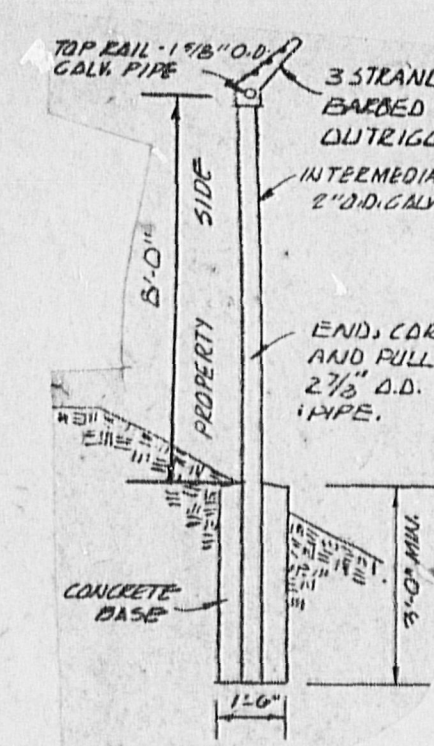 TOP RAIL - 1 5/8" O.D.
GALV. PIPE
3 STRAND
BARBED
OUTRIGG
INTERMEDIA
2" O.D. GALV
8'-0"
PROPERTY SIDE
END, COR
AND PULL
2 7/8" O.D.
PIPE.
CONCRETE
BASE
3'-0" MIN.
1'-6"